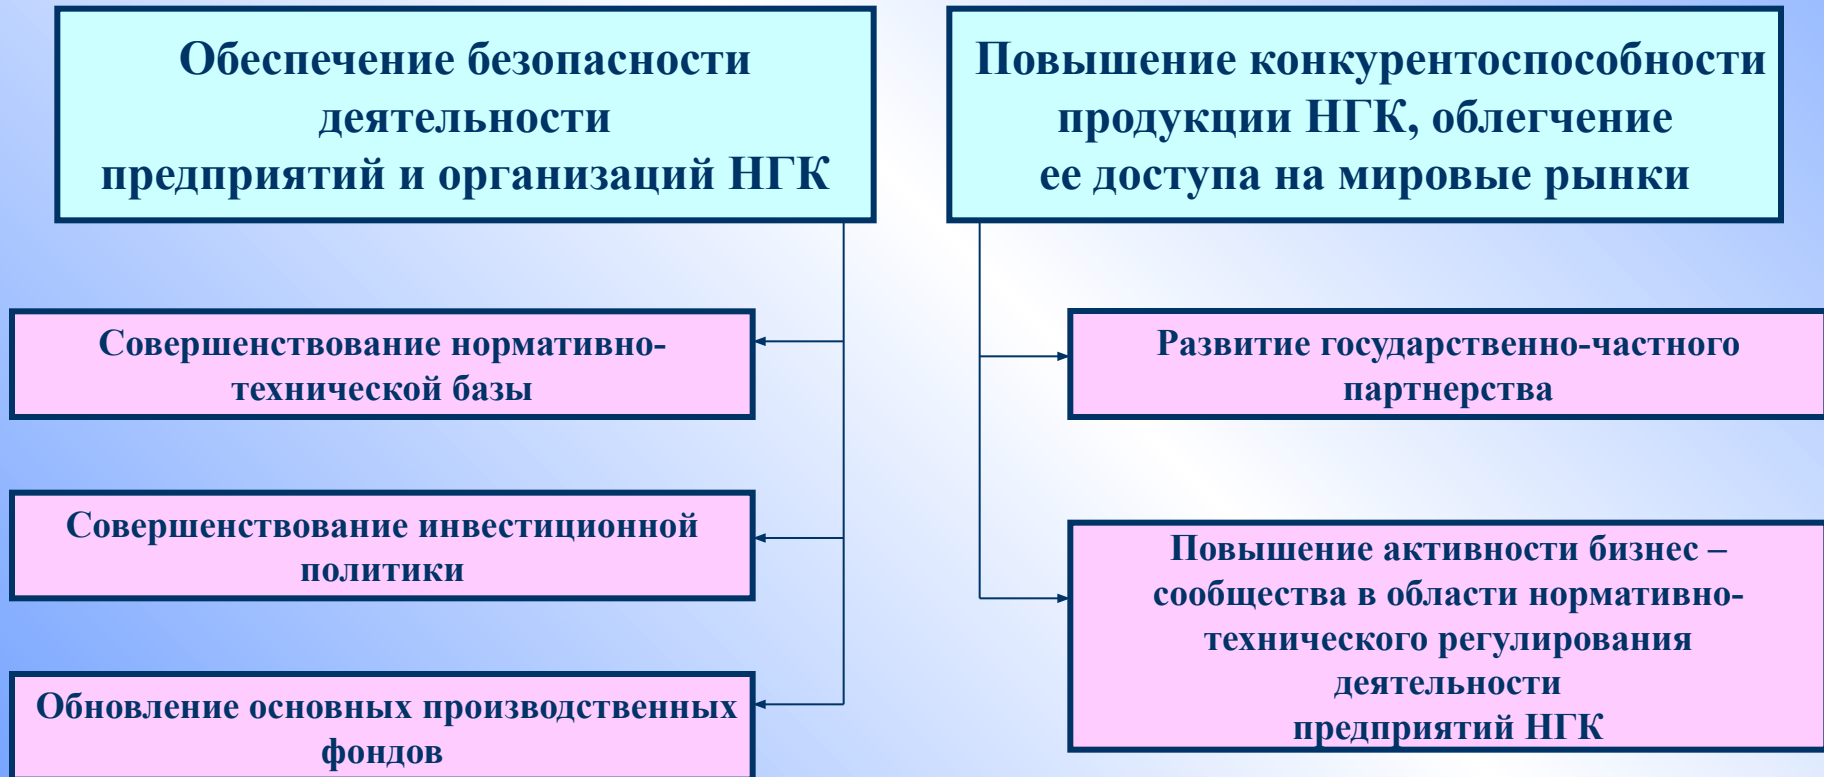 Обеспечение безопасности
деятельности
предприятий и организаций НГК
Совершенствование нормативно-
технической базы
Совершенствование инвестиционной
политики
Обновление основных производственных
фондов
Повышение конкурентоспособности
продукции НГК, облегчение
ее доступа на мировые рынки
Развитие государственно-частного
партнерства
Повышение активности бизнес –
сообщества в области нормативно-
технического регулирования
деятельности
предприятий НГК